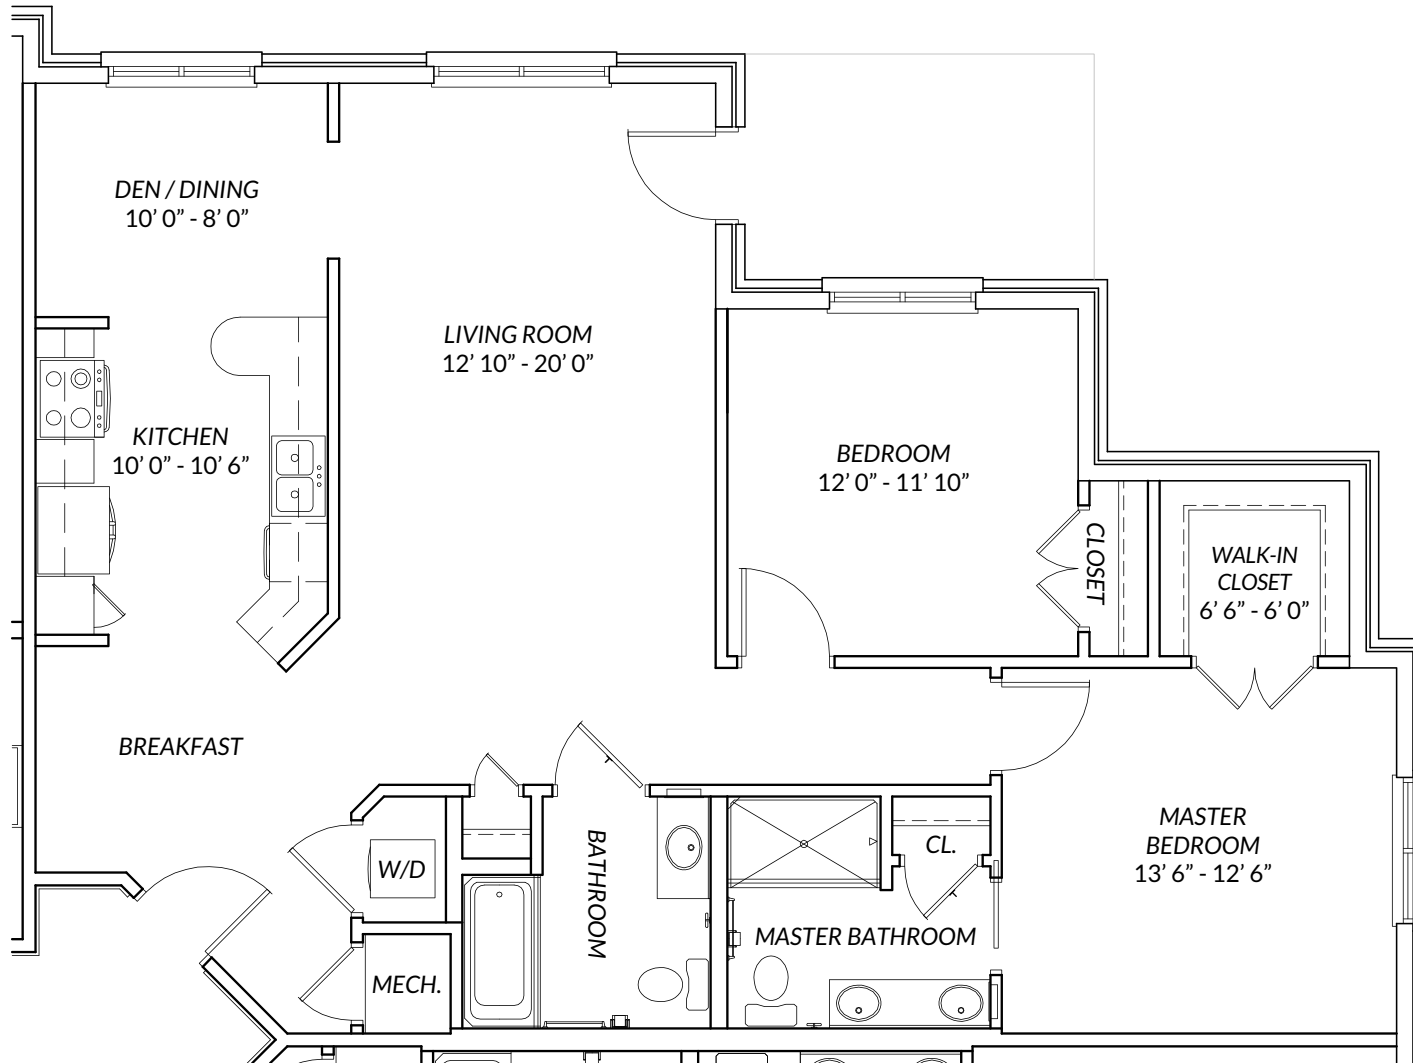 DEN / DINING
10’ 0” - 8’ 0”
LIVING ROOM
12’ 10” - 20’ 0”
KITCHEN
10’ 0” - 10’ 6”
BEDROOM
12’ 0” - 11’ 10”
CLOSET
WALK-IN
CLOSET
6’ 6” - 6’ 0”
BREAKFAST
MASTER
BEDROOM
13’ 6” - 12’ 6”
W/D
BATHROOM
CL.
MASTER BATHROOM
MECH.